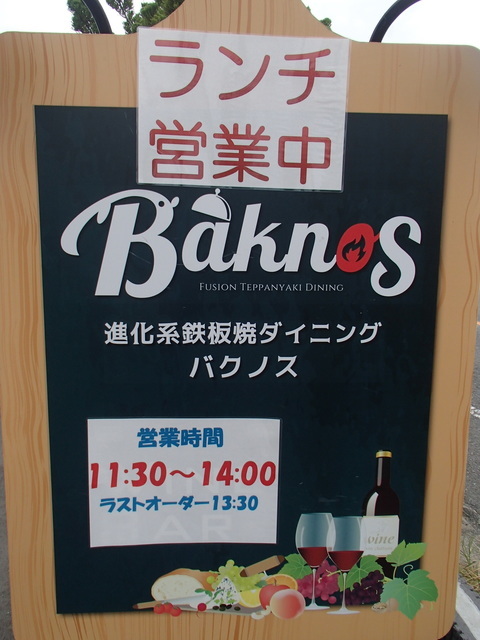 ランチ
営業中
Baknos
Fusion Teppanyaki Dining
進化系鉄板焼ダイニング
バクノス
営業時間
11:30～14:00
ラストオーダー13:30
BAR
wine